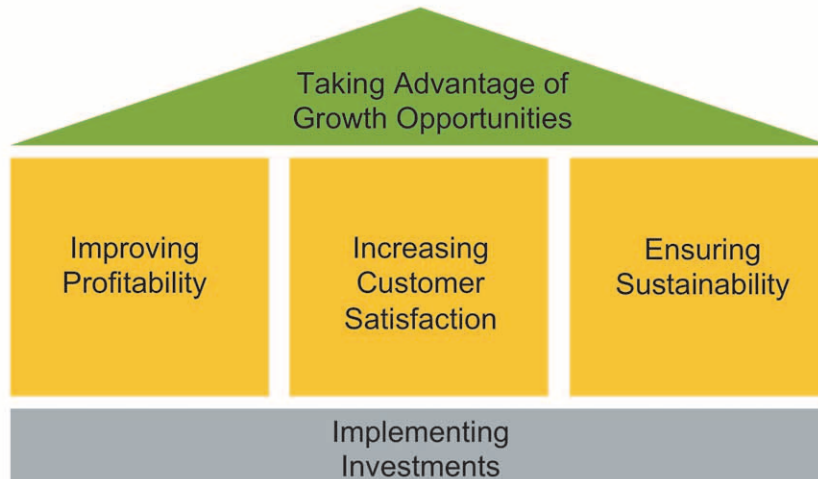 Taking Advantage of
Growth Opportunities
Improving
Profitability
Increasing
Customer
Satisfaction
Ensuring
Sustainability
Implementing
Investments